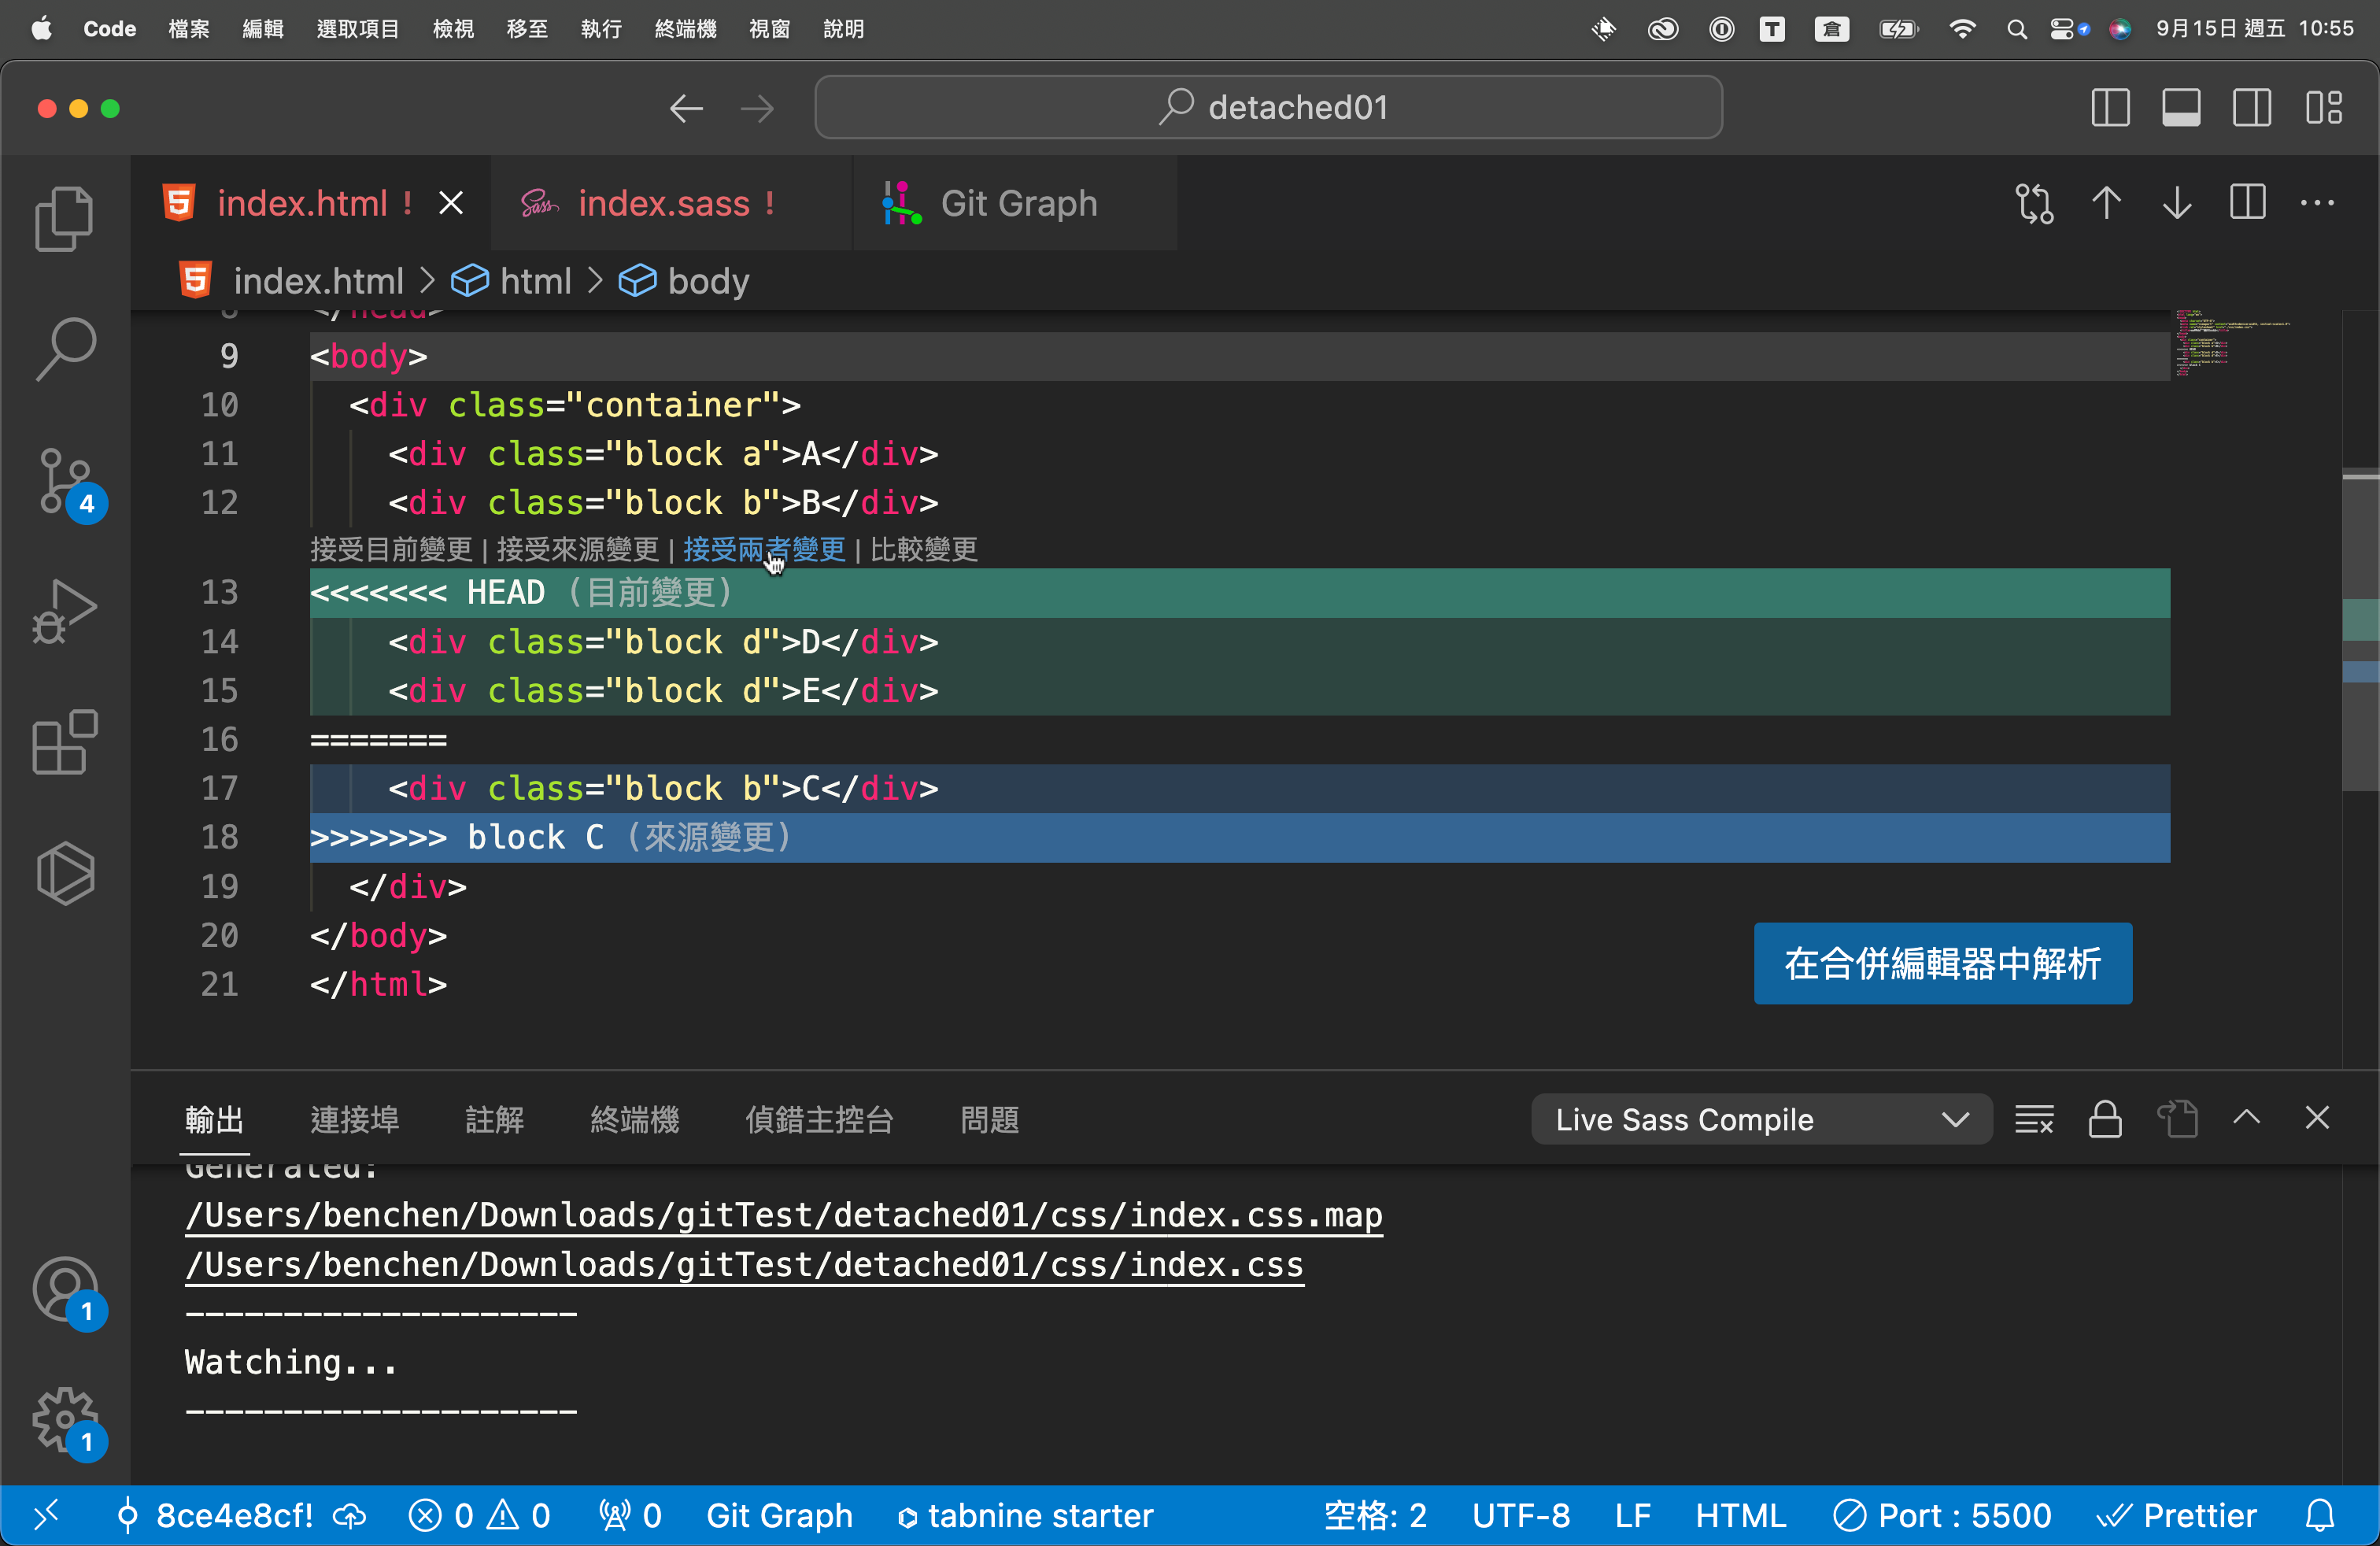 Code 檔案 編輯 選取項目 檢視 移至 執行 終端機 視窗 說明 T 倉 9月15日 週五 10:55
detached01
index.html ! Sass index.sass ! Git Graph
index.html > html > body
8 </head>
9 <body>
10 <div class="container">
11 <div class="block a">A</div>
12 <div class="block b">B</div>
接受目前變更 | 接受來源變更 | 接受兩者變更 | 比較變更
13 <<<<<<< HEAD (目前變更)
14 <div class="block d">D</div>
15 <div class="block d">E</div>
16 =======
17 <div class="block b">C</div>
18 >>>>>>> block C (來源變更)
19 </div>
20 </body>
21 </html>
在合併編輯器中解析
4
1
1
輸出 連接埠 註解 終端機 偵錯主控台 問題 Live Sass Compile
Generated:
/Users/benchen/Downloads/gitTest/detached01/css/index.css.map
/Users/benchen/Downloads/gitTest/detached01/css/index.css
--------------------
Watching...
--------------------
8ce4e8cf! 0 0 0 Git Graph tabnine starter 空格: 2 UTF-8 LF HTML Port : 5500 Prettier